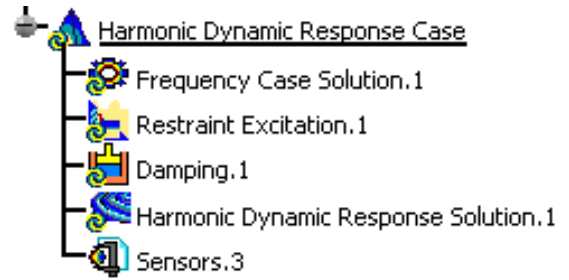 Harmonic Dynamic Response Case
Frequency Case Solution.1
Restraint Excitation.1
Damping.1
Harmonic Dynamic Response Solution.1
Sensors.3